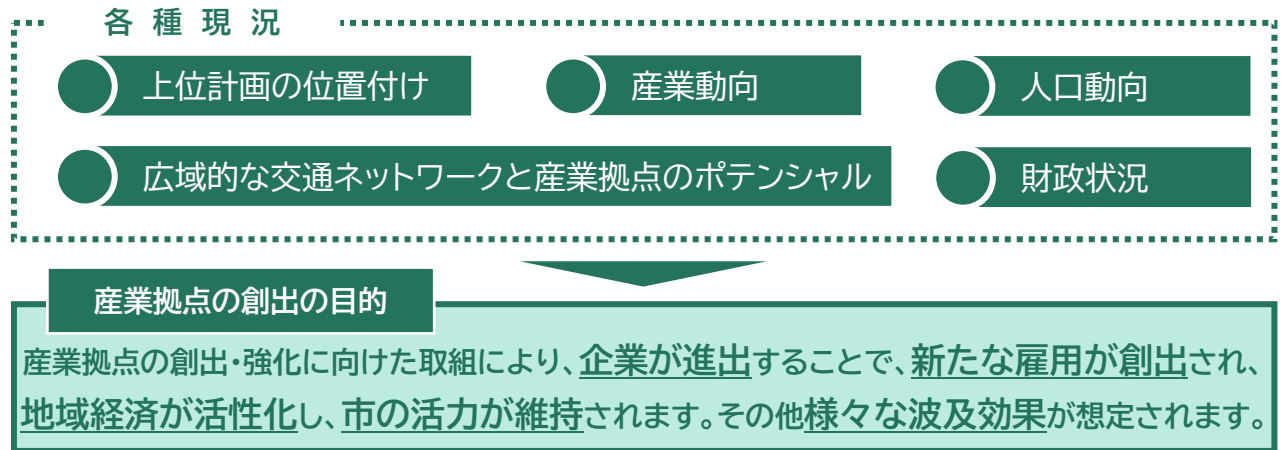 各種現況
上位計画の位置付け
産業動向
人口動向
広域的な交通ネットワークと産業拠点のポテンシャル
財政状況
産業拠点の創出の目的
産業拠点の創出・強化に向けた取組により、企業が進出することで、新たな雇用が創出され、
地域経済が活性化し、市の活力が維持されます。その他様々な波及効果が想定されます。